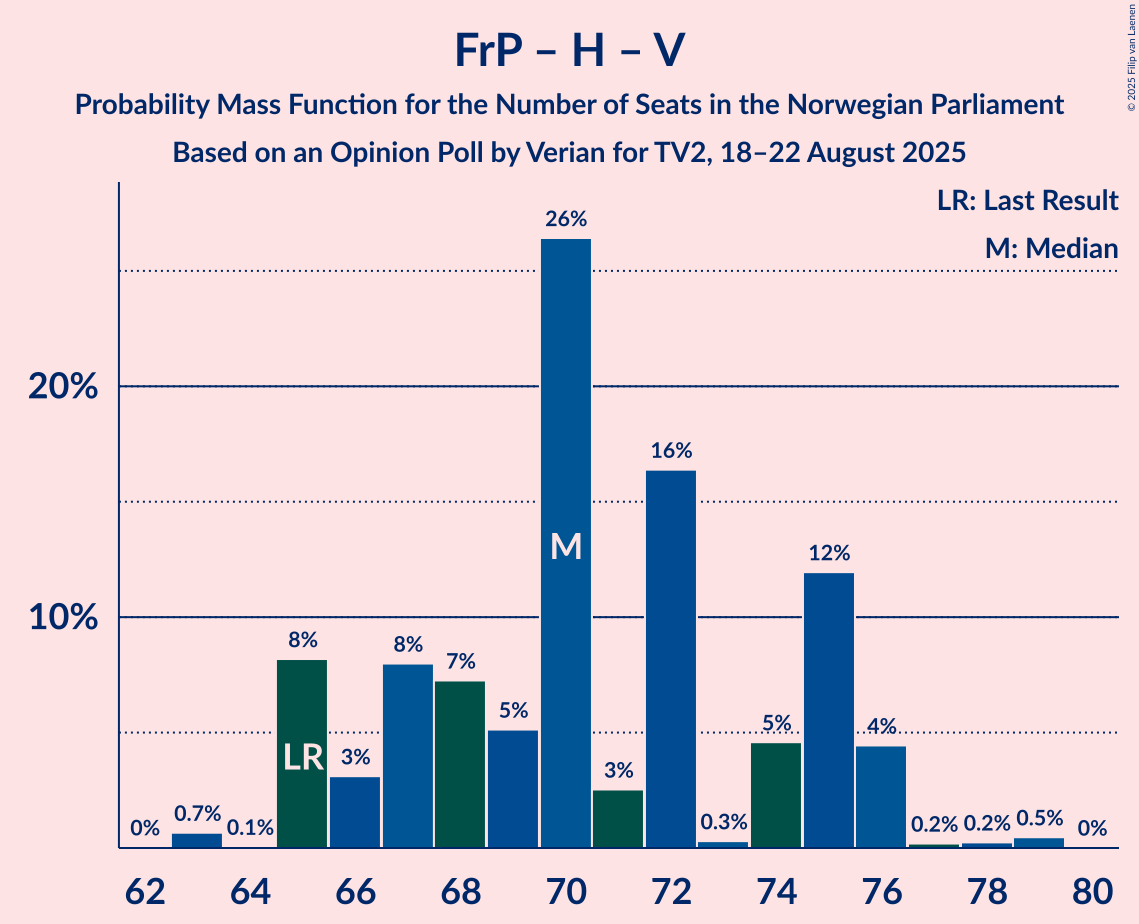 FrP – H – V
Probability Mass Function for the Number of Seats in the Norwegian Parliament
Based on an Opinion Poll by Verian for TV2, 18–22 August 2025
© 2025 Filip van Laenen
LR: Last Result
M: Median
26%
20%
16%
M
12%
10%
8%
8%
7%
5%
5%
4%
LR
3%
3%
0%
0.7%
0.1%
0.3%
0.2%
0.2%
0.5%
0%
62 64 66 68 70 72 74 76 78 80